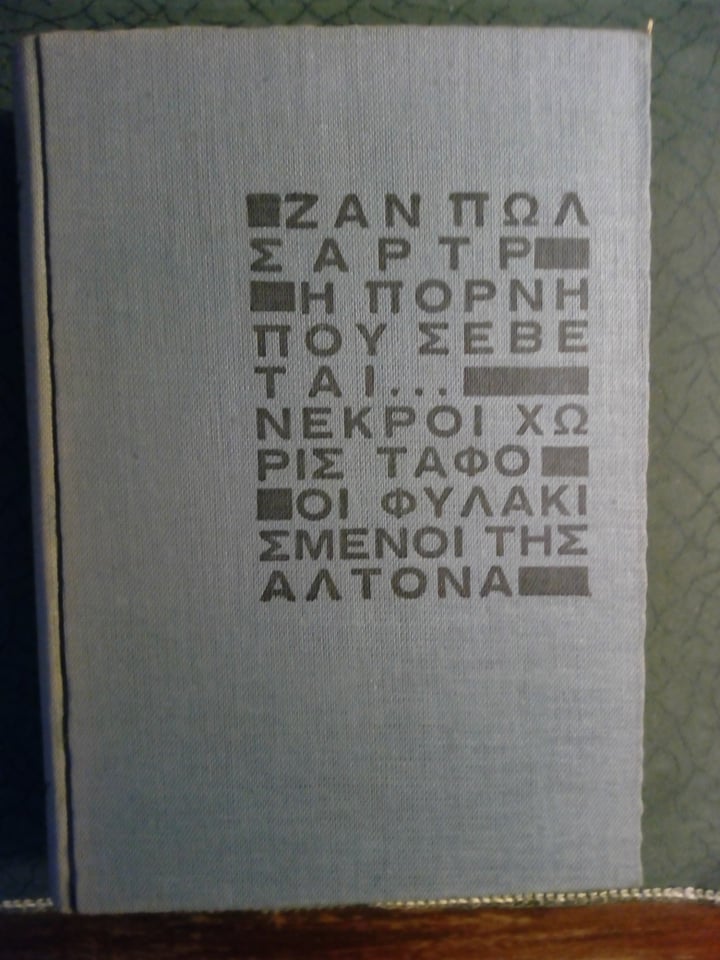 ΖΑΝ ΠΩΛ
ΣΑΡΤΡ
Η ΠΟΡΝΗ
ΠΟΥ ΣΕΒΕ
ΤΑΙ...
ΝΕΚΡΟΙ ΧΩ
ΡΙΣ ΤΑΦΟ
ΟΙ ΦΥΛΑΚΙ
ΣΜΕΝΟΙ ΤΗΣ
ΑΛΤΟΝΑ